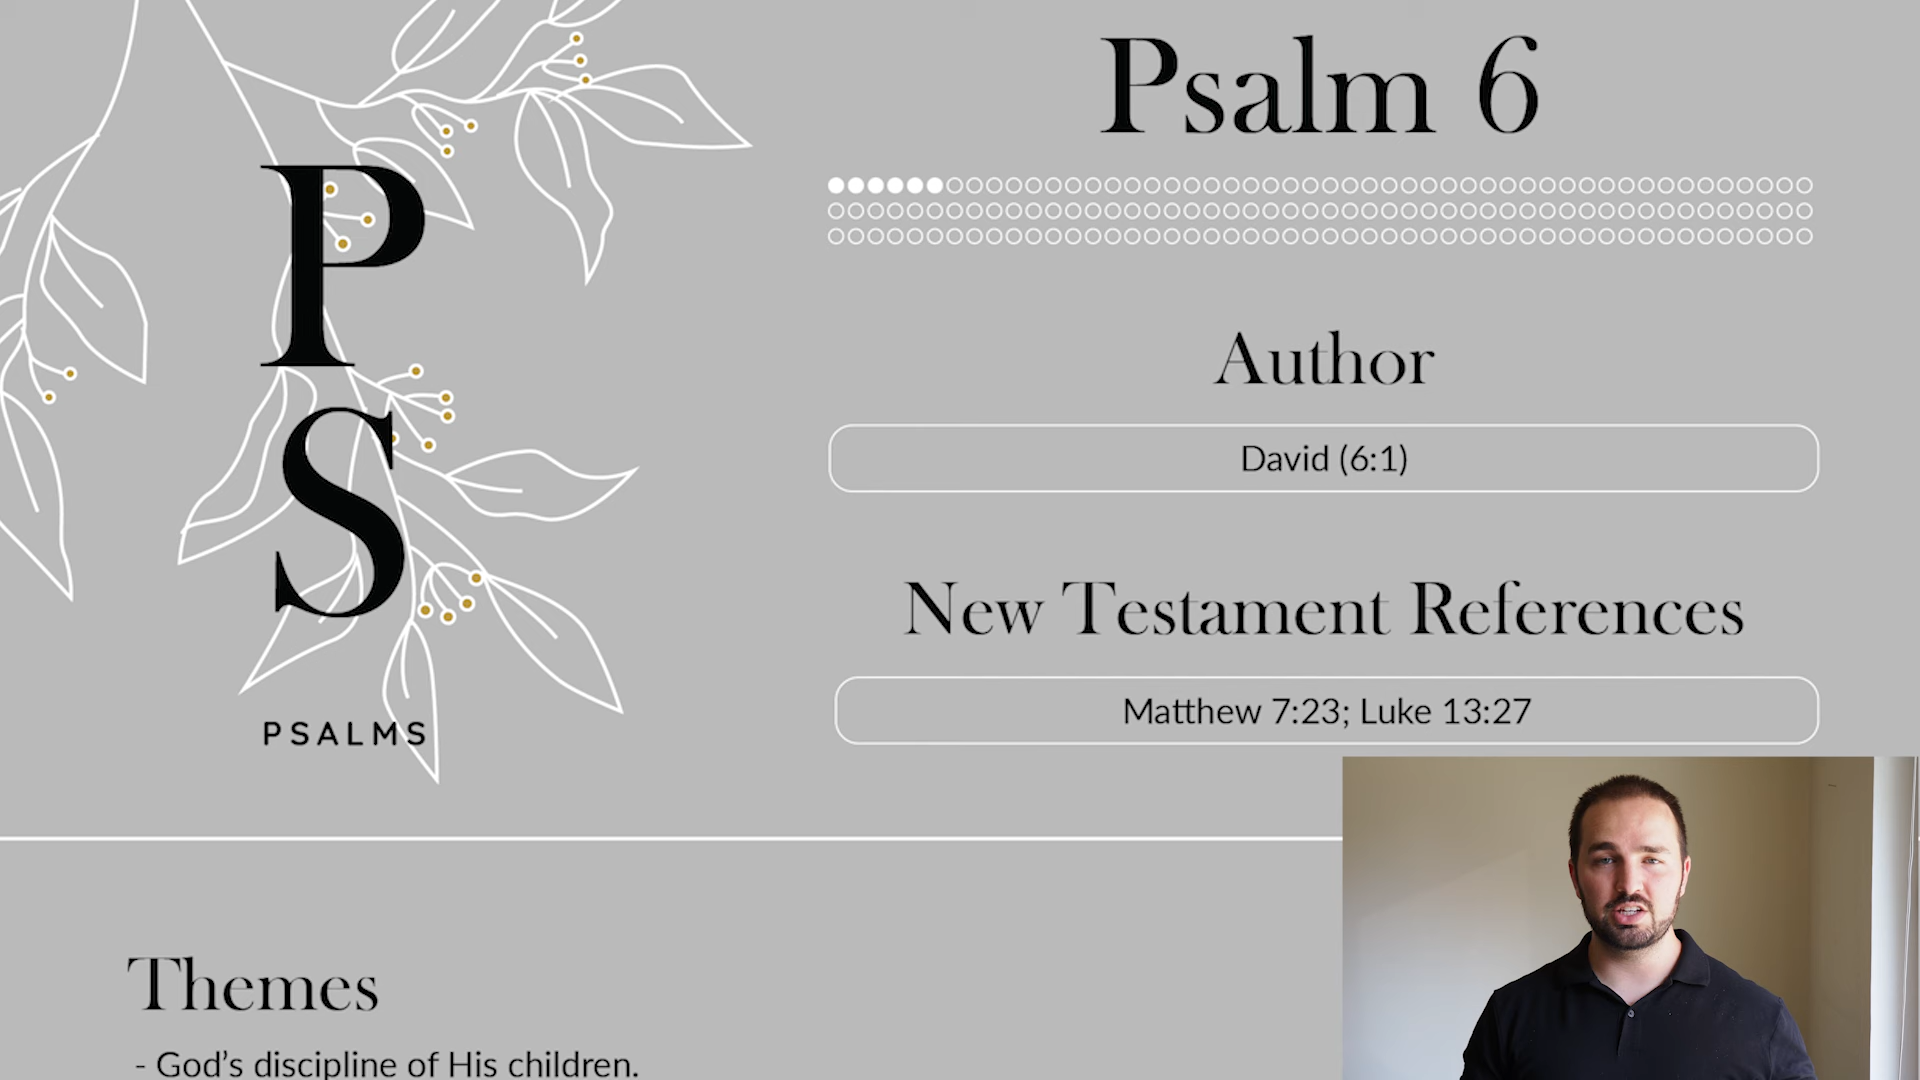 P
S
PSALMS
Psalm 6
Author
David (6:1)
New Testament References
Matthew 7:23; Luke 13:27
Themes
- God’s discipline of His children.